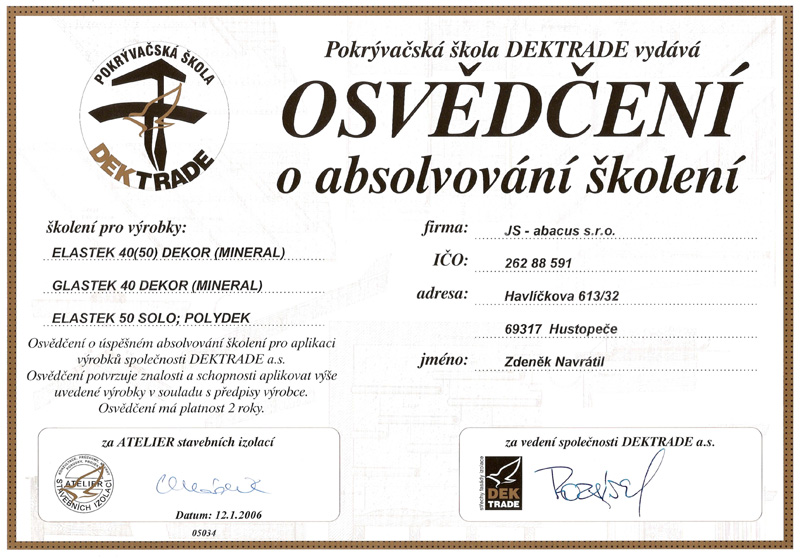 POKRÝVAČSKÁ ŠKOLA
DEKTRADE
Pokrývačská škola DEKTRADE vydává
OSVĚDČENÍ
o absolvování školení
školení pro výrobky:
ELASTEK 40(50) DEKOR (MINERAL)
GLASTEK 40 DEKOR (MINERAL)
ELASTEK 50 SOLO; POLYDEK
Osvědčení o úspěšném absolvování školení pro aplikaci
výrobků společnosti DEKTRADE a.s.
Osvědčení potvrzuje znalosti a schopnosti aplikovat výše
uvedené výrobky v souladu s předpisy výrobce.
Osvědčení má platnost 2 roky.
firma: JS - abacus s.r.o.
IČO: 262 88 591
adresa: Havlíčkova 613/32
69317 Hustopeče
jméno: Zdeněk Navrátil
za ATELIER stavebních izolací
ATELIER
STAVEBNÍCH IZOLACÍ
Datum: 12.1.2006
05034
za vedení společnosti DEKTRADE a.s.
střechy fasády izolace
DEK
TRADE